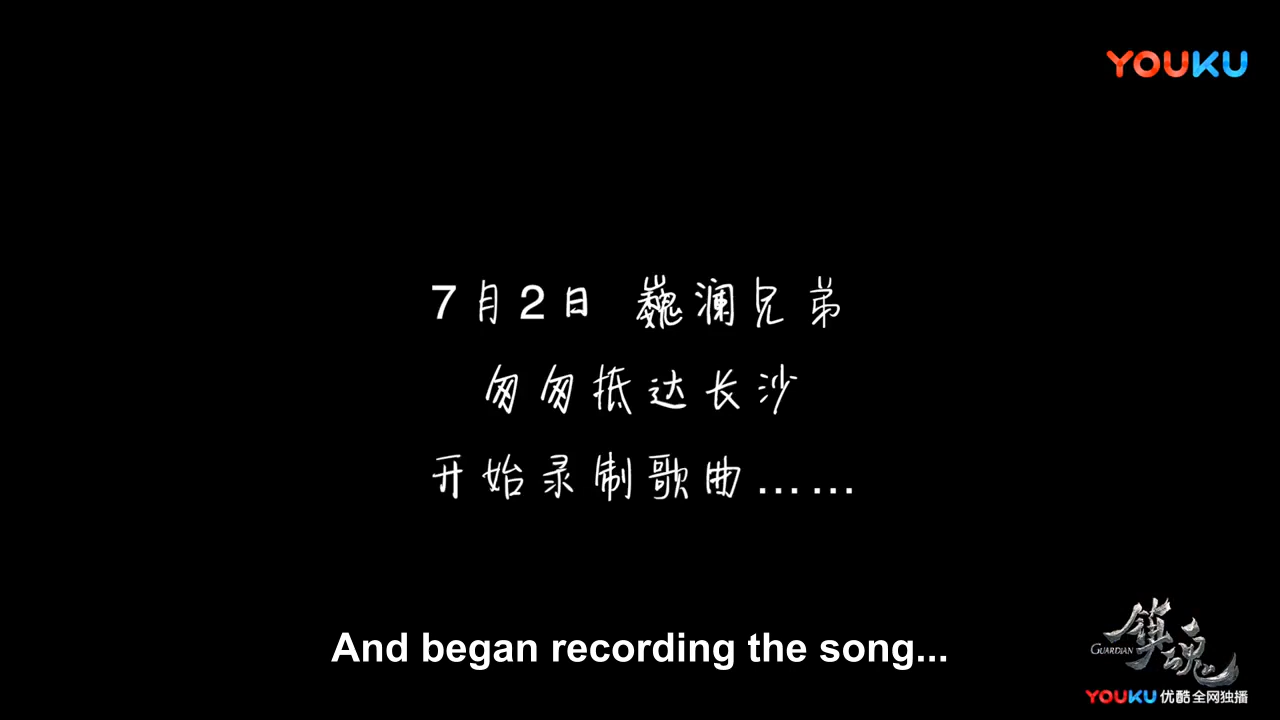 YOUKU
7月2日 巍澜兄弟
匆匆抵达长沙
开始录制歌曲……
And began recording the song...
镇魂
GUARDIAN
YOUKU 优酷全网独播